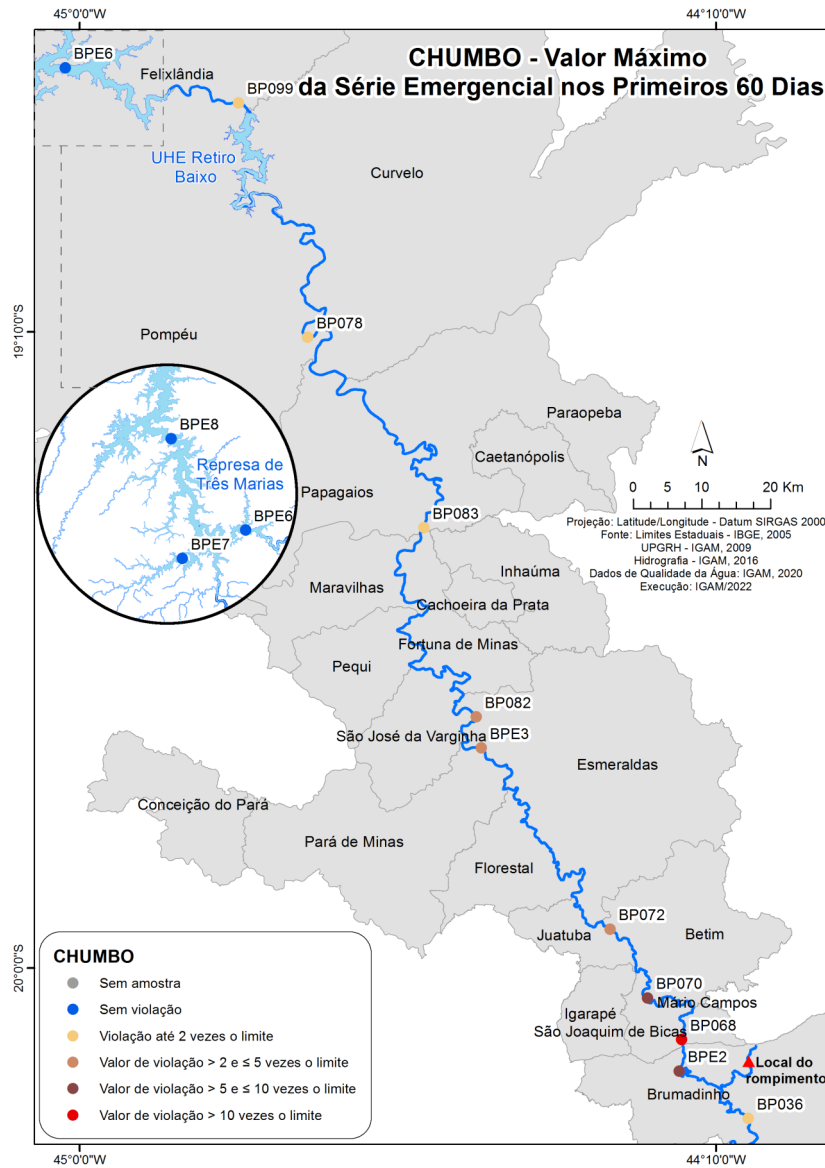 45°0'0"W
44°10'0"W
CHUMBO - Valor Máximo
da Série Emergencial nos Primeiros 60 Dias
BPE6
Felixlândia
BP099
UHE Retiro
Baixo
Curvelo
19°10'0"S
BP078
Pompéu
Paraopeba
BPE8
Caetanópolis
N
Represa de
Três Marias
Papagaios
0 5 10 20 Km
BPE6
BP083
Projeção: Latitude/Longitude - Datum SIRGAS 2000
Fonte: Limites Estaduais - IBGE, 2005
UPGRH - IGAM, 2009
Hidrografia - IGAM, 2016
Dados de Qualidade da Água: IGAM, 2020
Execução: IGAM/2022
BPE7
Inhaúma
Maravilhas
Cachoeira da Prata
Fortuna de Minas
Pequi
BP082
São José da Varginha
BPE3
Esmeraldas
Conceição do Pará
Pará de Minas
Florestal
BP072
Juatuba
Betim
20°0'0"S
BP070
Mário Campos
Igarapé
São Joaquim de Bicas
BP068
BPE2
Local do
rompimento
Brumadinho
BP036
CHUMBO
Sem amostra
Sem violação
Violação até 2 vezes o limite
Valor de violação > 2 e ≤ 5 vezes o limite
Valor de violação > 5 e ≤ 10 vezes o limite
Valor de violação > 10 vezes o limite
45°0'0"W
44°10'0"W